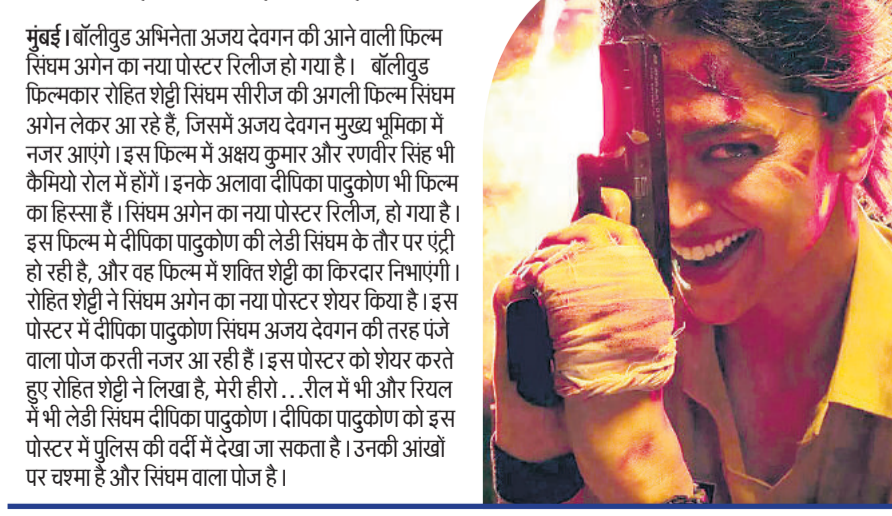 मुंबई। बॉलीवुड अभिनेता अजय देवगन की आने वाली फिल्म
सिंघम अगेन का नया पोस्टर रिलीज हो गया है। बॉलीवुड
फिल्मकार रोहित शेट्टी सिंघम सीरीज की अगली फिल्म सिंघम
अगेन लेकर आ रहे हैं, जिसमें अजय देवगन मुख्य भूमिका में
नजर आएंगे। इस फिल्म में अक्षय कुमार और रणवीर सिंह भी
कैमियो रोल में होंगें। इनके अलावा दीपिका पादुकोण भी फिल्म
का हिस्सा हैं। सिंघम अगेन का नया पोस्टर रिलीज, हो गया है।
इस फिल्म मे दीपिका पादुकोण की लेडी सिंघम के तौर पर एंट्री
हो रही है, और वह फिल्म में शक्ति शेट्टी का किरदार निभाएंगी।
रोहित शेट्टी ने सिंघम अगेन का नया पोस्टर शेयर किया है। इस
पोस्टर में दीपिका पादुकोण सिंघम अजय देवगन की तरह पंजे
वाला पोज करती नजर आ रही हैं। इस पोस्टर को शेयर करते
हुए रोहित शेट्टी ने लिखा है, मेरी हीरो ...रील में भी और रियल
में भी लेडी सिंघम दीपिका पादुकोण। दीपिका पादुकोण को इस
पोस्टर में पुलिस की वर्दी में देखा जा सकता है। उनकी आंखों
पर चश्मा है और सिंघम वाला पोज है।